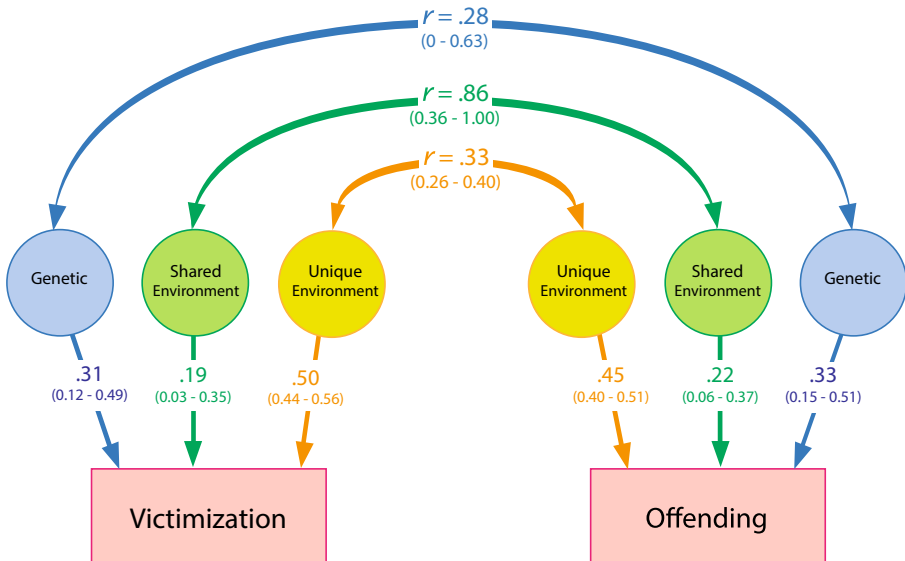 r = .28
(0 - 0.63)
r = .86
(0.36 - 1.00)
r = .33
(0.26 - 0.40)
Genetic
Shared
Environment
Unique
Environment
Unique
Environment
Shared
Environment
Genetic
.31
(0.12 - 0.49)
.19
(0.03 - 0.35)
.50
(0.44 - 0.56)
.45
(0.40 - 0.51)
.22
(0.06 - 0.37)
.33
(0.15 - 0.51)
Victimization
Offending